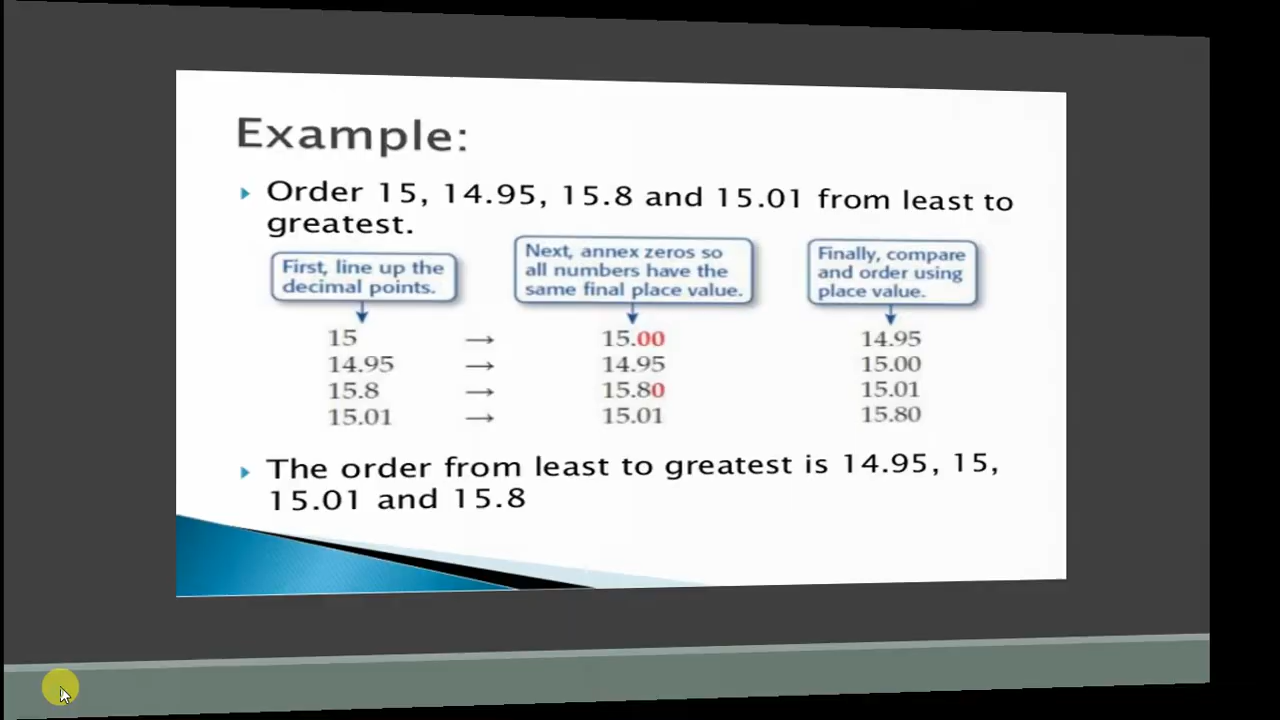 Example:
Order 15, 14.95, 15.8 and 15.01 from least to
greatest.
First, line up the
decimal points.
Next, annex zeros so
all numbers have the
same final place value.
Finally, compare
and order using
place value.
15 → 15.00 14.95
14.95 → 14.95 15.00
15.8 → 15.80 15.01
15.01 → 15.01 15.80
The order from least to greatest is 14.95, 15,
15.01 and 15.8